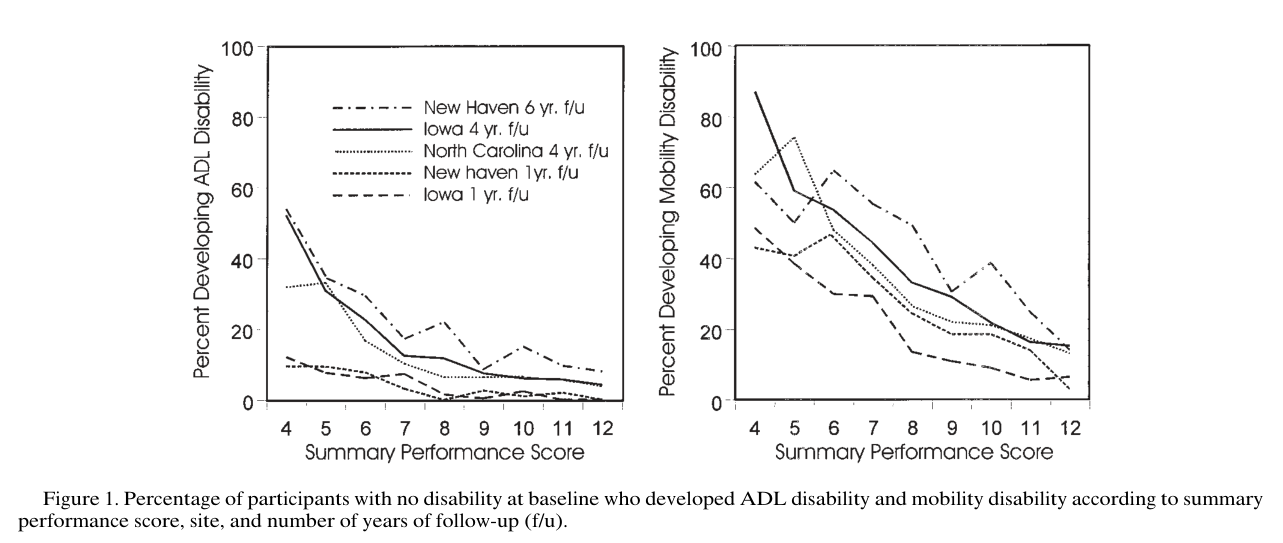 Percent Developing ADL Disability
100
80
60
40
20
0
New Haven 6 yr. f/u
Iowa 4 yr. f/u
North Carolina 4 yr. f/u
New haven 1yr. f/u
Iowa 1 yr. f/u
4 5 6 7 8 9 10 11 12
Summary Performance Score
Percent Developing Mobility Disability
100
80
60
40
20
0
4 5 6 7 8 9 10 11 12
Summary Performance Score
Figure 1. Percentage of participants with no disability at baseline who developed ADL disability and mobility disability according to summary
performance score, site, and number of years of follow-up (f/u).